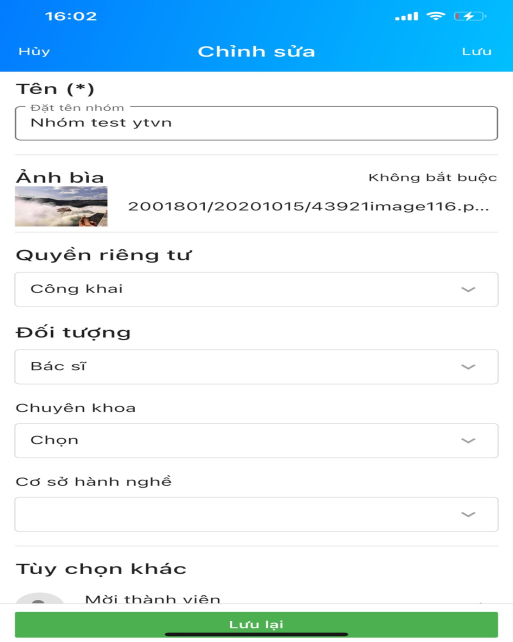 16:02
Hủy
Chỉnh sửa
Lưu
Tên (*)
Đặt tên nhóm
Nhóm test ytvn
Ảnh bìa
Không bắt buộc
2001801/20201015/43921image116.p...
Quyền riêng tư
Công khai
Đối tượng
Bác sĩ
Chuyên khoa
Chọn
Cơ sở hành nghề
Tùy chọn khác
Mời thành viên
Lưu lại